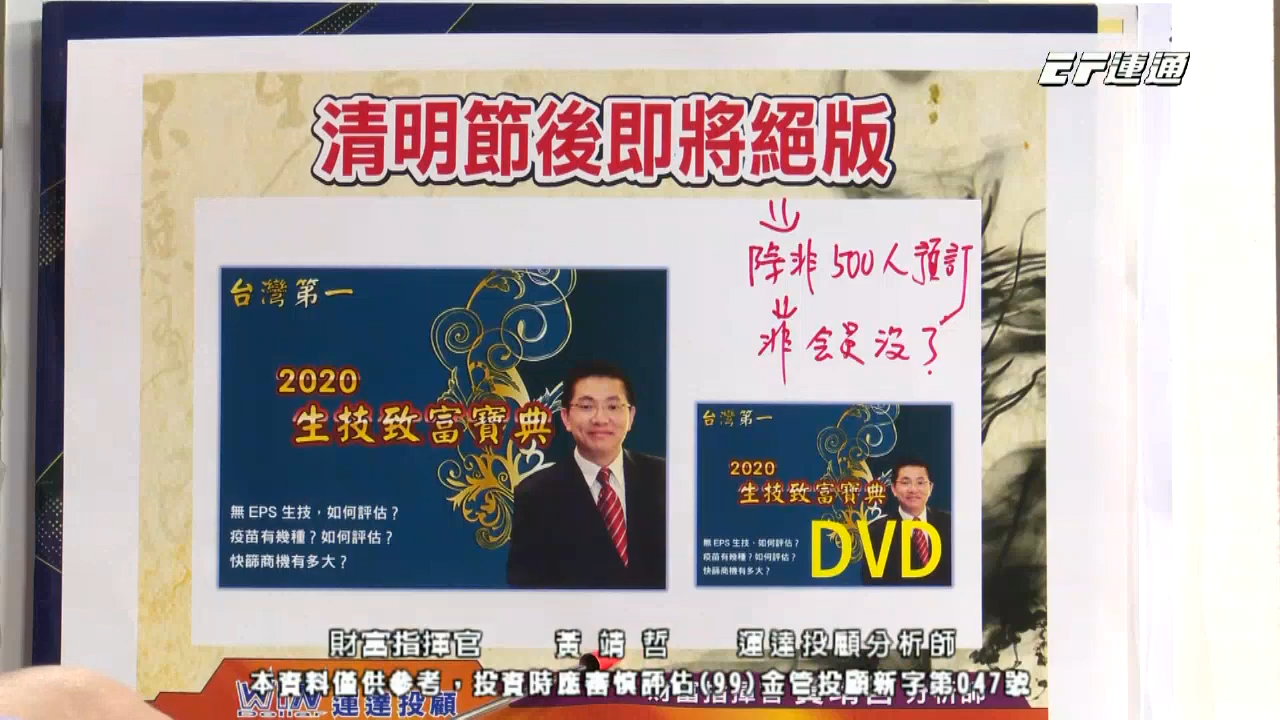 EF運通
清明節後即將絕版
除非500人預訂
非会員沒了
台灣第一
2020
生技致富寶典
無EPS生技,如何評估?
疫苗有幾種?如何評估?
快篩商機有多大?
台灣第一
2020
生技致富寶典
DVD
無EPS生技,如何評估?
疫苗有幾種?如何評估?
快篩商機有多大?
財富指揮官 黃靖哲 運達投顧分析師
本資料僅供參考,投資時應審慎評估(99)金管投顧新字第047號
WIN
運達投顧